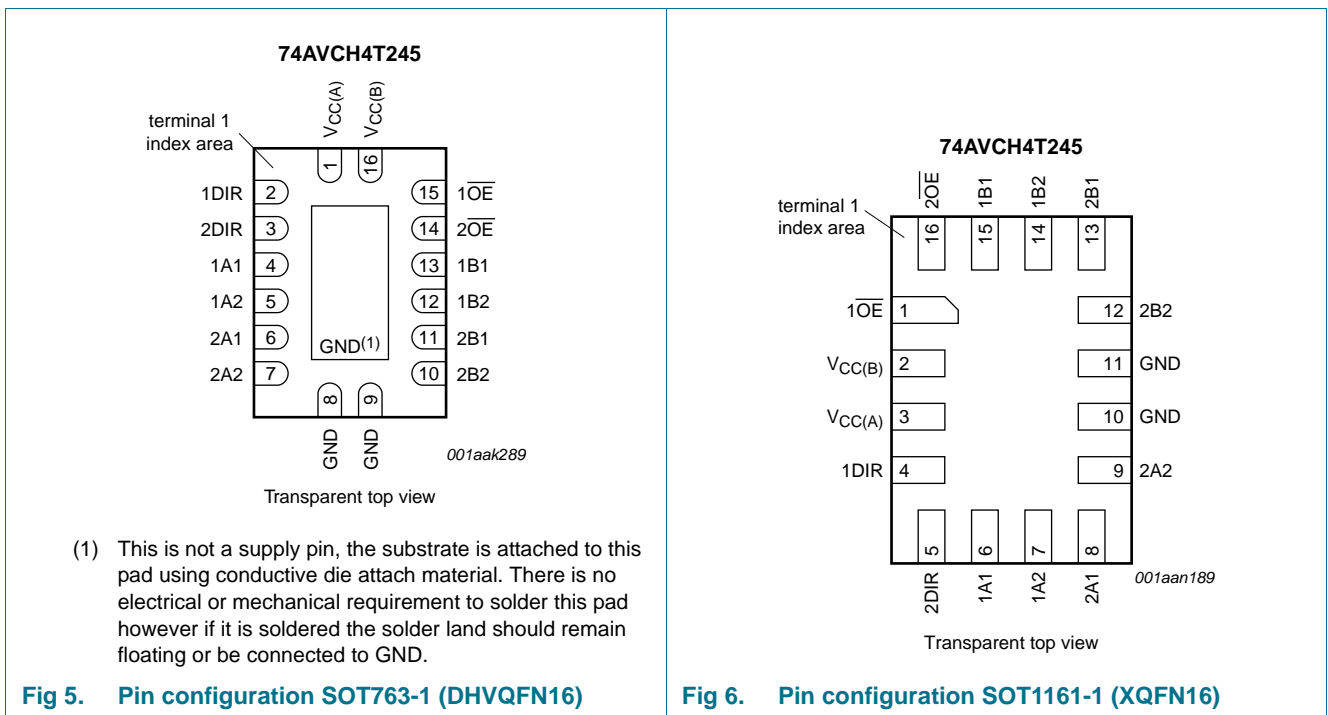 74AVCH4T245
VCC(A)
VCC(B)
terminal 1
index area
1
16
1DIR 2
15 1O̅E̅
2DIR 3
14 2O̅E̅
1A1 4
13 1B1
1A2 5
12 1B2
2A1 6
11 2B1
2A2 7
10 2B2
GND(1)
8
9
GND
GND
001aak289
Transparent top view
(1) This is not a supply pin, the substrate is attached to this
pad using conductive die attach material. There is no
electrical or mechanical requirement to solder this pad
however if it is soldered the solder land should remain
floating or be connected to GND.
Fig 5. Pin configuration SOT763-1 (DHVQFN16)
74AVCH4T245
2O̅E̅
1B1
1B2
2B1
terminal 1
index area
16
15
14
13
1O̅E̅ 1
12 2B2
VCC(B) 2
11 GND
VCC(A) 3
10 GND
1DIR 4
9 2A2
5
6
7
8
2DIR
1A1
1A2
2A1
001aan189
Transparent top view
Fig 6. Pin configuration SOT1161-1 (XQFN16)